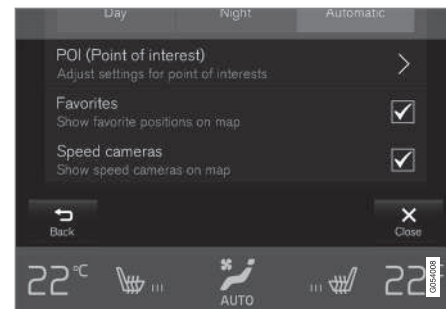 Day Night Automatic
POI (Point of interest)
Adjust settings for point of interests
Favorites
Show favorite positions on map
Speed cameras
Show speed cameras on map
Back Close
22°C AUTO 22
G054008